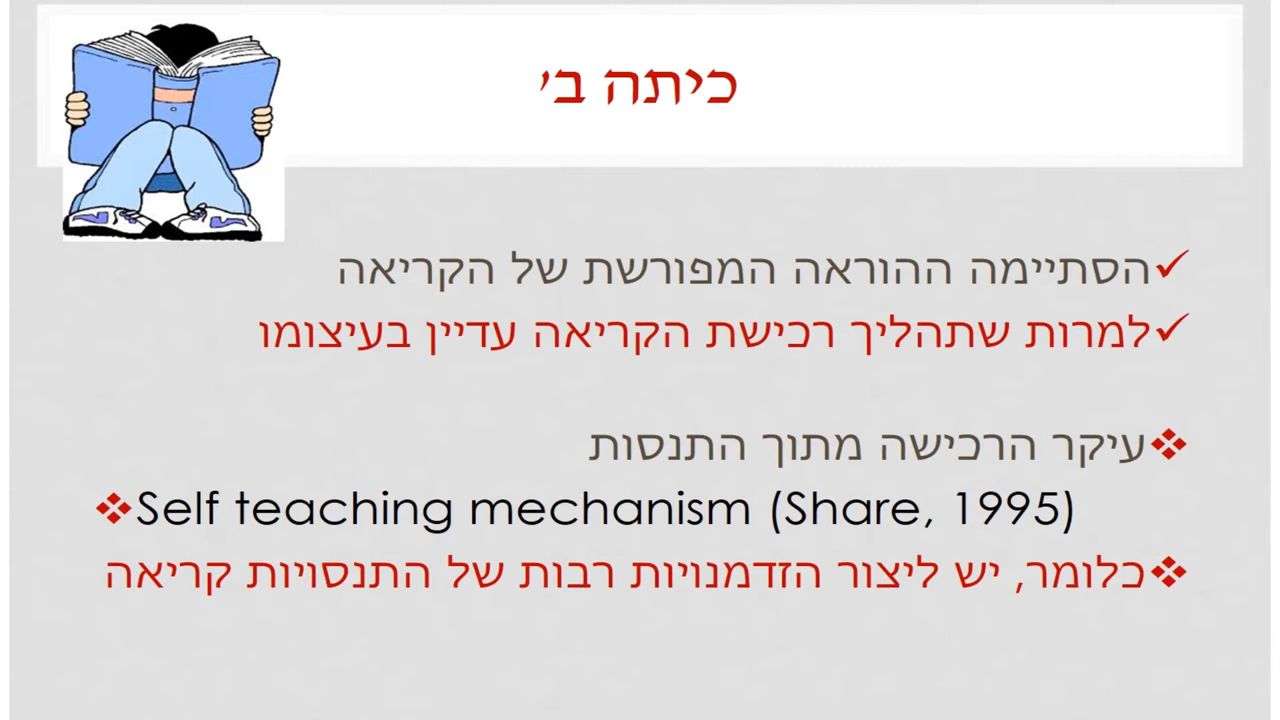 כיתה ב'
הסתיימה ההוראה המפורשת של הקריאה
למרות שתהליך רכישת הקריאה עדיין בעיצומו
עיקר הרכישה מתוך התנסות
Self teaching mechanism (Share, 1995)
כלומר, יש ליצור הזדמנויות רבות של התנסויות קריאה